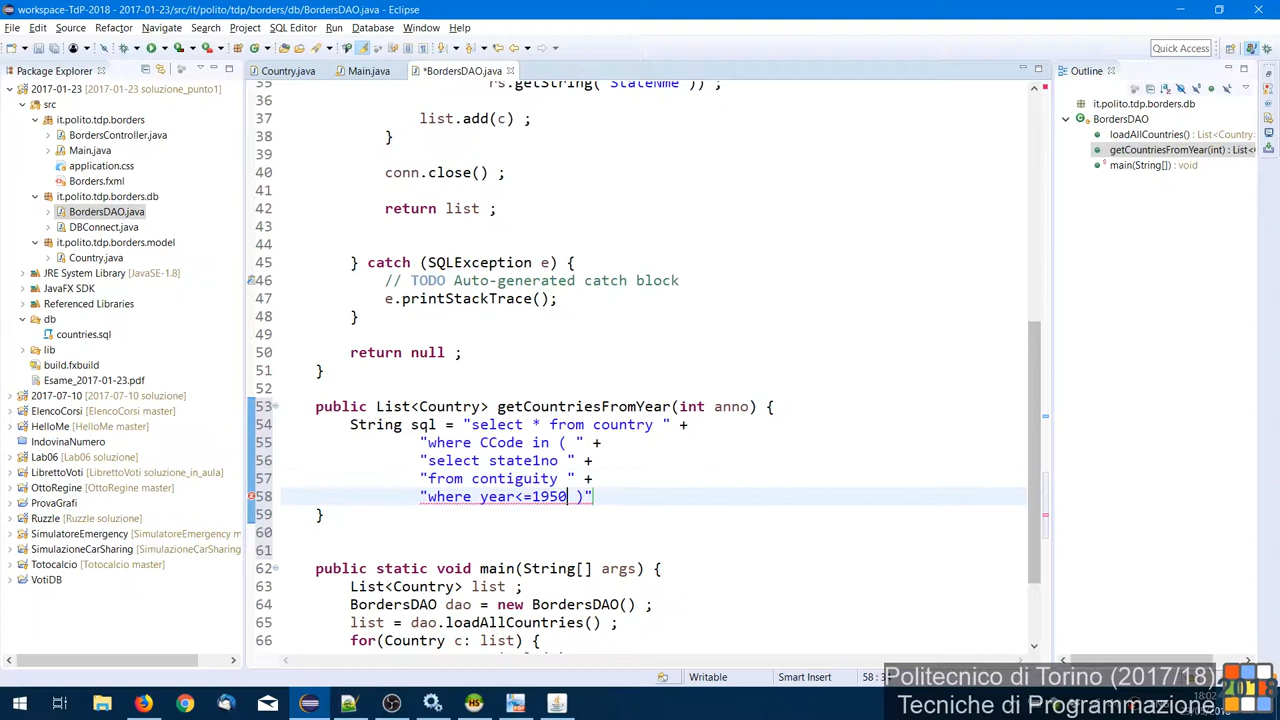 workspace-TdP-2018 - 2017-01-23/src/it/polito/tdp/borders/db/BordersDAO.java - Eclipse
File Edit Source Refactor Navigate Search Project SQL Editor Run Database Window Help
Quick Access
Package Explorer
2017-01-23 [2017-01-23 soluzione_punto1]
src
it.polito.tdp.borders
BordersController.java
Main.java
application.css
Borders.fxml
it.polito.tdp.borders.db
BordersDAO.java
DBConnect.java
it.polito.tdp.borders.model
Country.java
JRE System Library [JavaSE-1.8]
JavaFX SDK
Referenced Libraries
db
countries.sql
lib
build.fxbuild
Esame_2017-01-23.pdf
2017-07-10 [2017-07-10 soluzione]
ElencoCorsi [ElencoCorsi master]
HelloMe [HelloMe master]
IndovinaNumero
Lab06 [Lab06 master]
LibrettoVoti [LibrettoVoti soluzione_in_aula]
OttoRegine [OttoRegine master]
ProvaGrafi
Ruzzle [Ruzzle master]
SimulatoreEmergency [SimulatoreEmergency m
SimulazioneCarSharing [SimulazioneCarSharing
Totocalcio [Totocalcio master]
VotiDB
Country.java Main.java *BordersDAO.java
35 rs.getString("StateNme")) ;
36
37 list.add(c) ;
38 }
39
40 conn.close() ;
41
42 return list ;
43
44
45 } catch (SQLException e) {
46 // TODO Auto-generated catch block
47 e.printStackTrace();
48 }
49
50 return null ;
51 }
52
53 public List<Country> getCountriesFromYear(int anno) {
54 String sql = "select * from country " +
55 "where CCode in ( " +
56 "select state1no " +
57 "from contiguity " +
58 "where year<=1950 )"
59 }
60
61
62 public static void main(String[] args) {
63 List<Country> list ;
64 BordersDAO dao = new BordersDAO() ;
65 list = dao.loadAllCountries() ;
66 for(Country c: list) {
Outline
it.polito.tdp.borders.db
BordersDAO
loadAllCountries() : List<Country>
getCountriesFromYear(int) : List<C
main(String[]) : void
Writable Smart Insert
Politecnico di Torino (2017/18)
Tecniche di Programmazione
2018
18:02